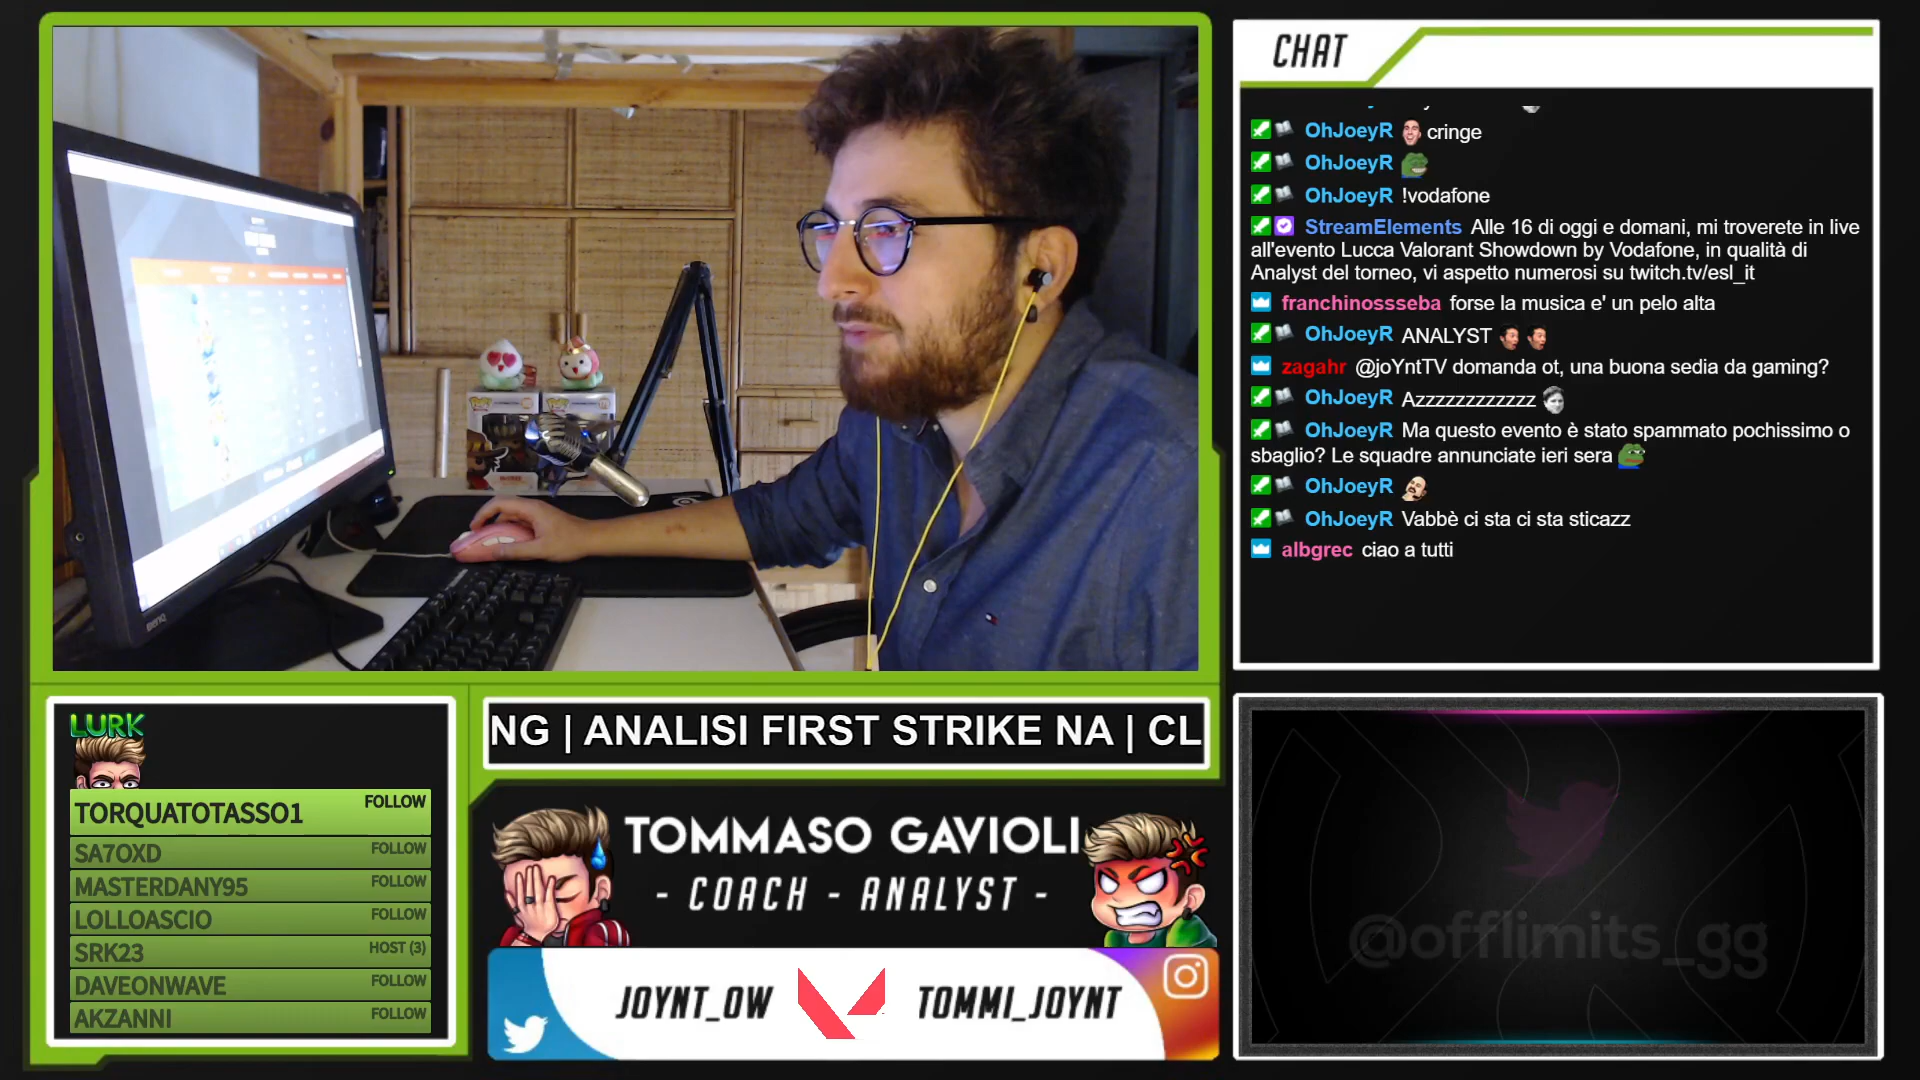 CHAT
OhJoeyR cringe
OhJoeyR
OhJoeyR !vodafone
StreamElements Alle 16 di oggi e domani, mi troverete in live
all'evento Lucca Valorant Showdown by Vodafone, in qualità di
Analyst del torneo, vi aspetto numerosi su twitch.tv/esl_it
franchinossseba forse la musica e' un pelo alta
OhJoeyR ANALYST
zagahr @joYntTV domanda ot, una buona sedia da gaming?
OhJoeyR Azzzzzzzzzzzz
OhJoeyR Ma questo evento è stato spammato pochissimo o
sbaglio? Le squadre annunciate ieri sera
OhJoeyR
OhJoeyR Vabbè ci sta ci sta sticazz
albgrec ciao a tutti
BenQ
LURK
TORQUATOTASSO1 FOLLOW
SA7OXD FOLLOW
MASTERDANY95 FOLLOW
LOLLOASCIO FOLLOW
SRK23 HOST (3)
DAVEONWAVE FOLLOW
AKZANNI FOLLOW
NG | ANALISI FIRST STRIKE NA | CL
TOMMASO GAVIOLI
- COACH - ANALYST -
JOYNT_OW
TOMMI_JOYNT
@offlimits_gg